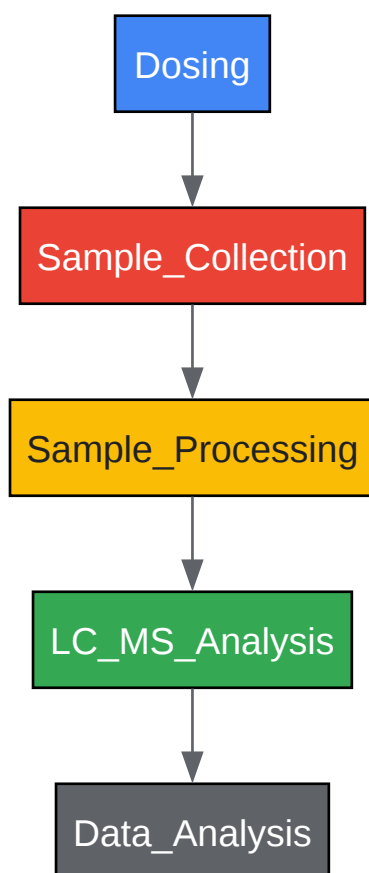 Dosing
Sample_Collection
Sample_Processing
LC_MS_Analysis
Data_Analysis